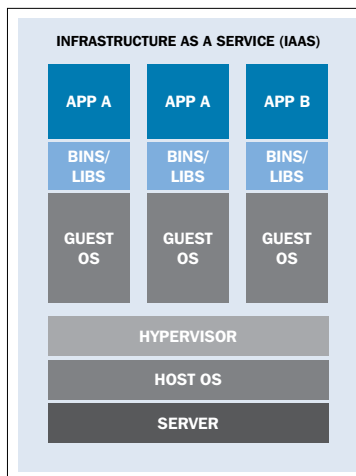 INFRASTRUCTURE AS A SERVICE (IAAS)
APP A
APP A
APP B
BINS/
LIBS
BINS/
LIBS
BINS/
LIBS
GUEST
OS
GUEST
OS
GUEST
OS
HYPERVISOR
HOST OS
SERVER